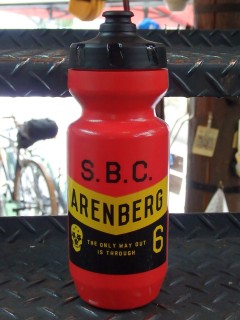 S.B.C.
ARENBERG
THE ONLY WAY OUT
IS THROUGH
6